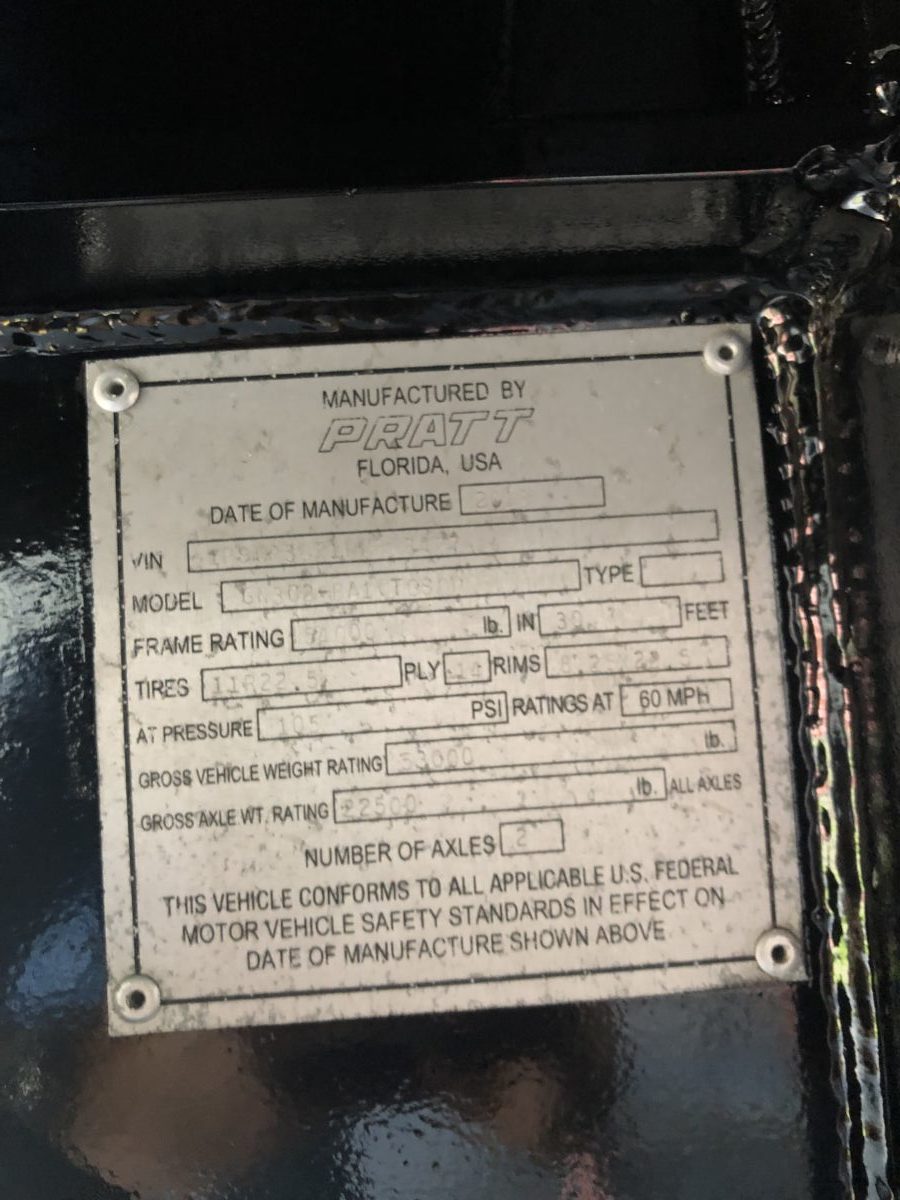 MANUFACTURED BY
PRATT
FLORIDA, USA
DATE OF MANUFACTURE
VIN
MODEL TYPE
FRAME RATING lb. IN FEET
TIRES 11R22.5 PLY 14 RIMS
AT PRESSURE 105 PSI RATINGS AT 60 MPH
GROSS VEHICLE WEIGHT RATING 53000 lb.
GROSS AXLE WT. RATING 22500 lb. ALL AXLES
NUMBER OF AXLES 2
THIS VEHICLE CONFORMS TO ALL APPLICABLE U.S. FEDERAL
MOTOR VEHICLE SAFETY STANDARDS IN EFFECT ON
DATE OF MANUFACTURE SHOWN ABOVE